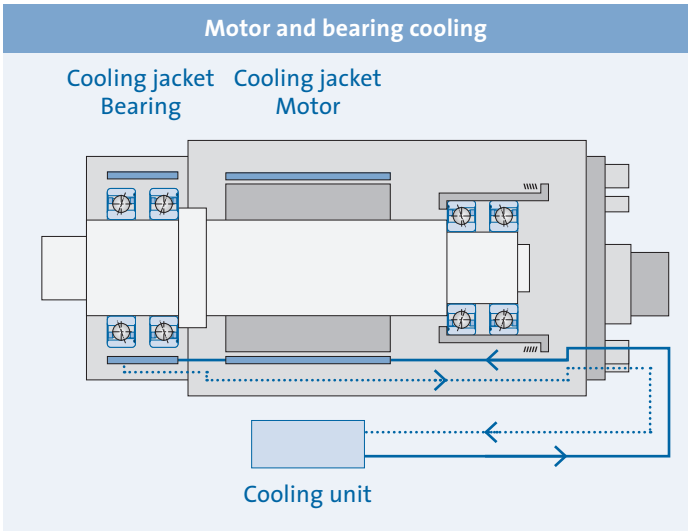 Motor and bearing cooling
Cooling jacket
Bearing
Cooling jacket
Motor
Cooling unit